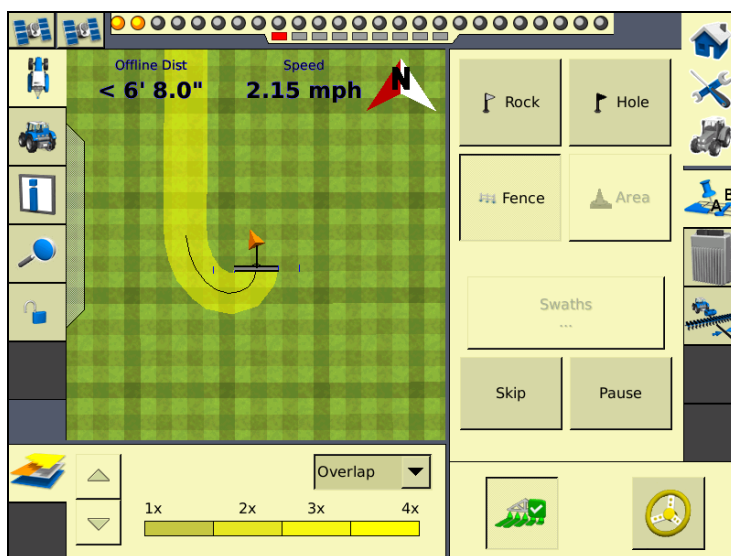 Offline Dist
Speed
< 6' 8.0"
2.15 mph
N
Rock
Hole
Fence
Area
A B
Swaths
...
Skip
Pause
Overlap
1x 2x 3x 4x